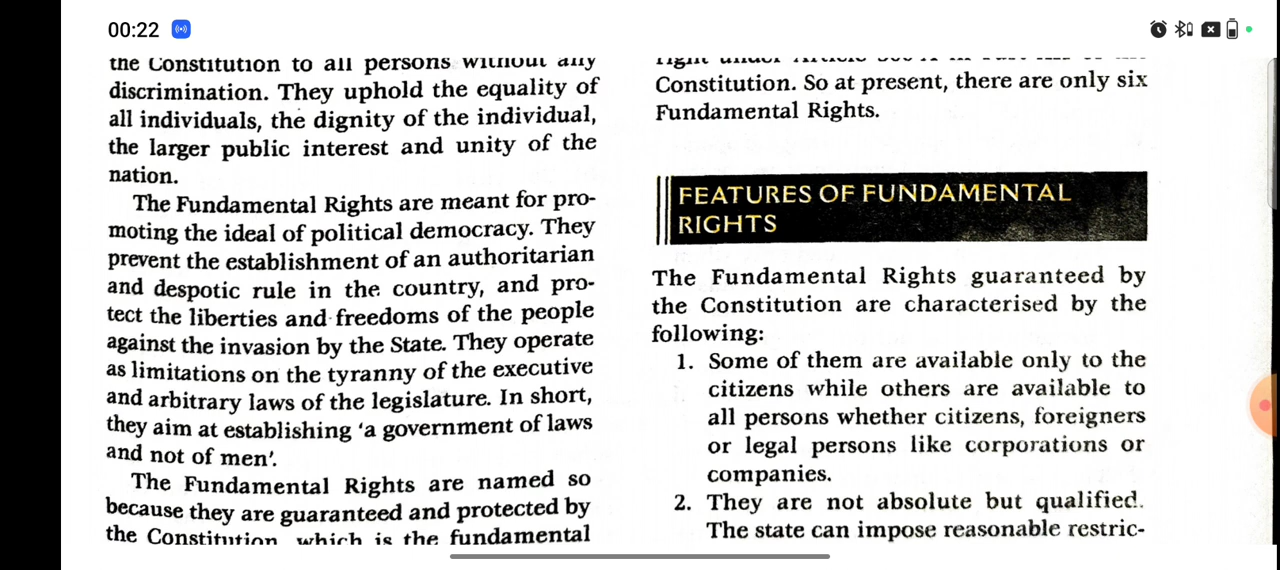 00:22
the Constitution to all persons without any
discrimination. They uphold the equality of
all individuals, the dignity of the individual,
the larger public interest and unity of the
nation.
The Fundamental Rights are meant for pro-
moting the ideal of political democracy. They
prevent the establishment of an authoritarian
and despotic rule in the country, and pro-
tect the liberties and freedoms of the people
against the invasion by the State. They operate
as limitations on the tyranny of the executive
and arbitrary laws of the legislature. In short,
they aim at establishing ‘a government of laws
and not of men’.
The Fundamental Rights are named so
because they are guaranteed and protected by
the Constitution, which is the fundamental
right under Article
Constitution. So at present, there are only six
Fundamental Rights.
FEATURES OF FUNDAMENTAL
RIGHTS
The Fundamental Rights guaranteed by
the Constitution are characterised by the
following:
1. Some of them are available only to the
citizens while others are available to
all persons whether citizens, foreigners
or legal persons like corporations or
companies.
2. They are not absolute but qualified.
The state can impose reasonable restric-